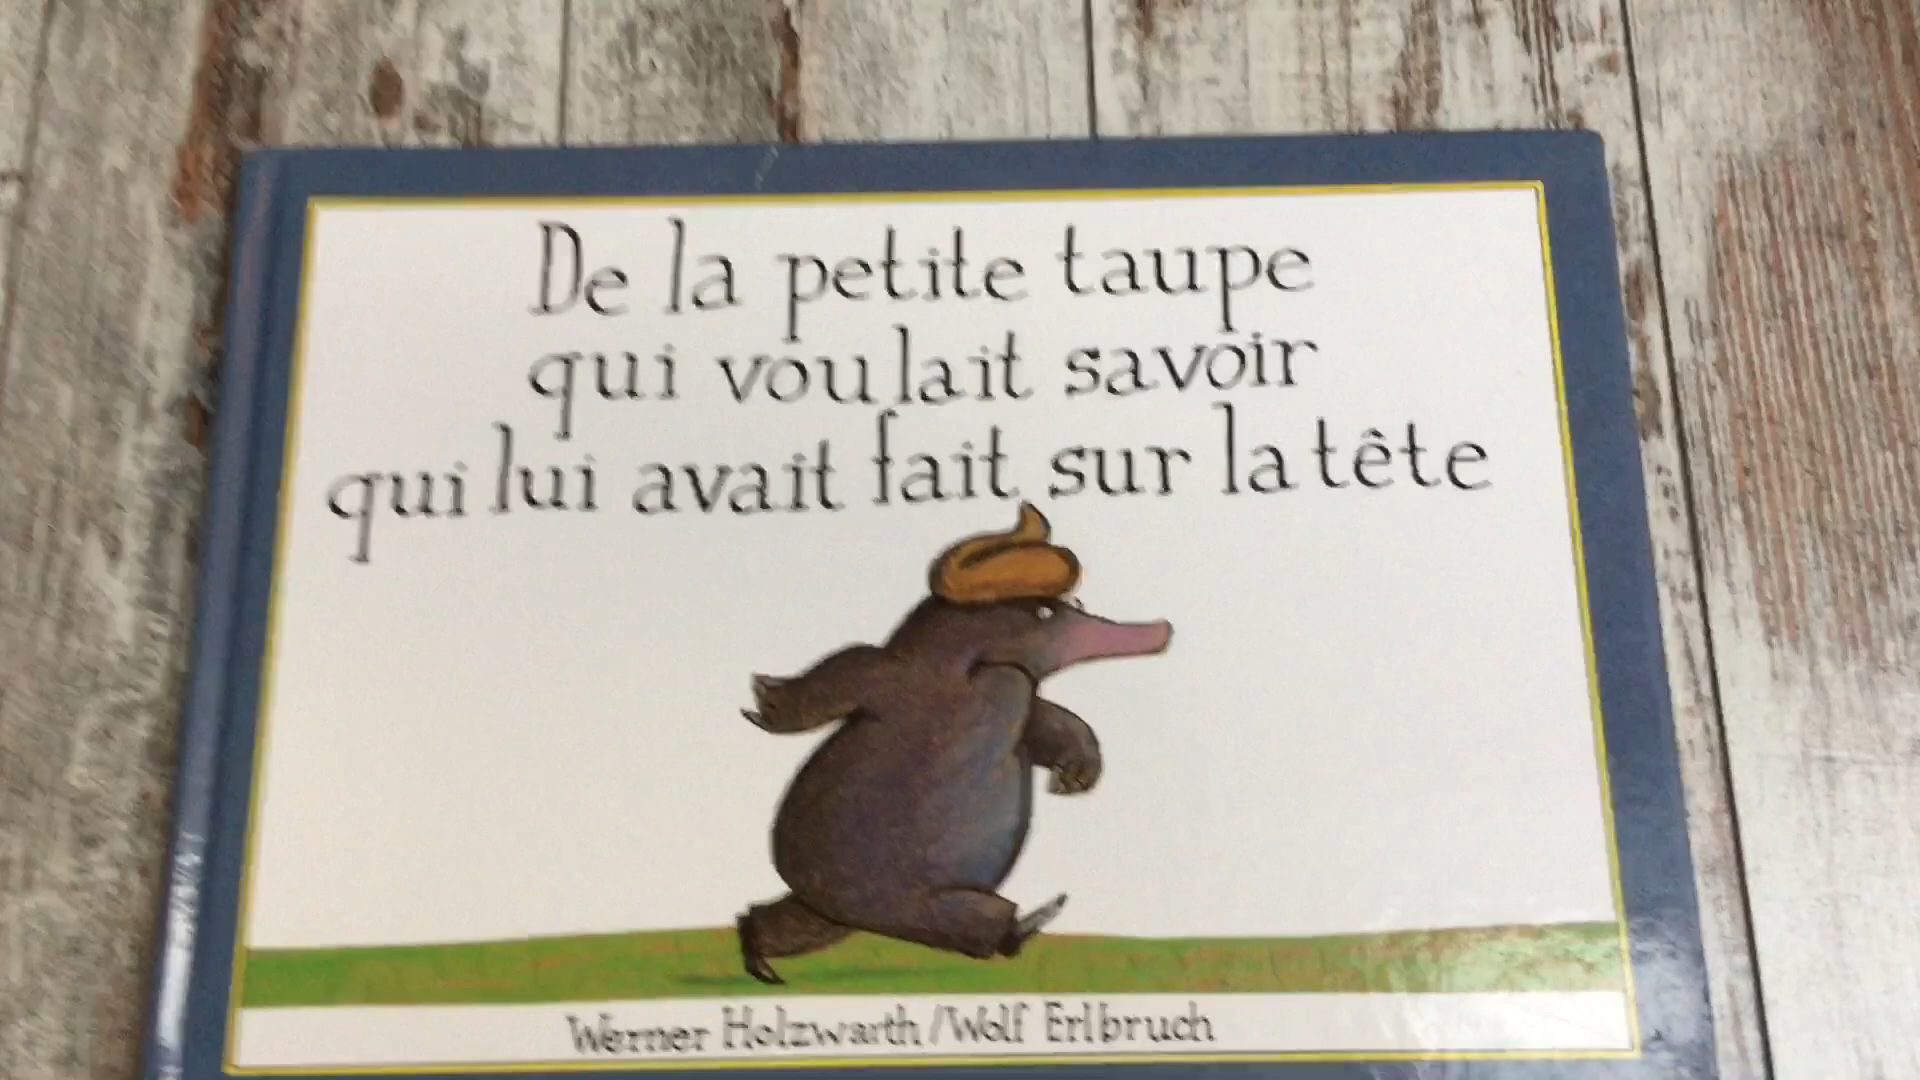 De la petite taupe
qui voulait savoir
qui lui avait fait sur la tête
Werner Holzwarth/Wolf Erlbruch